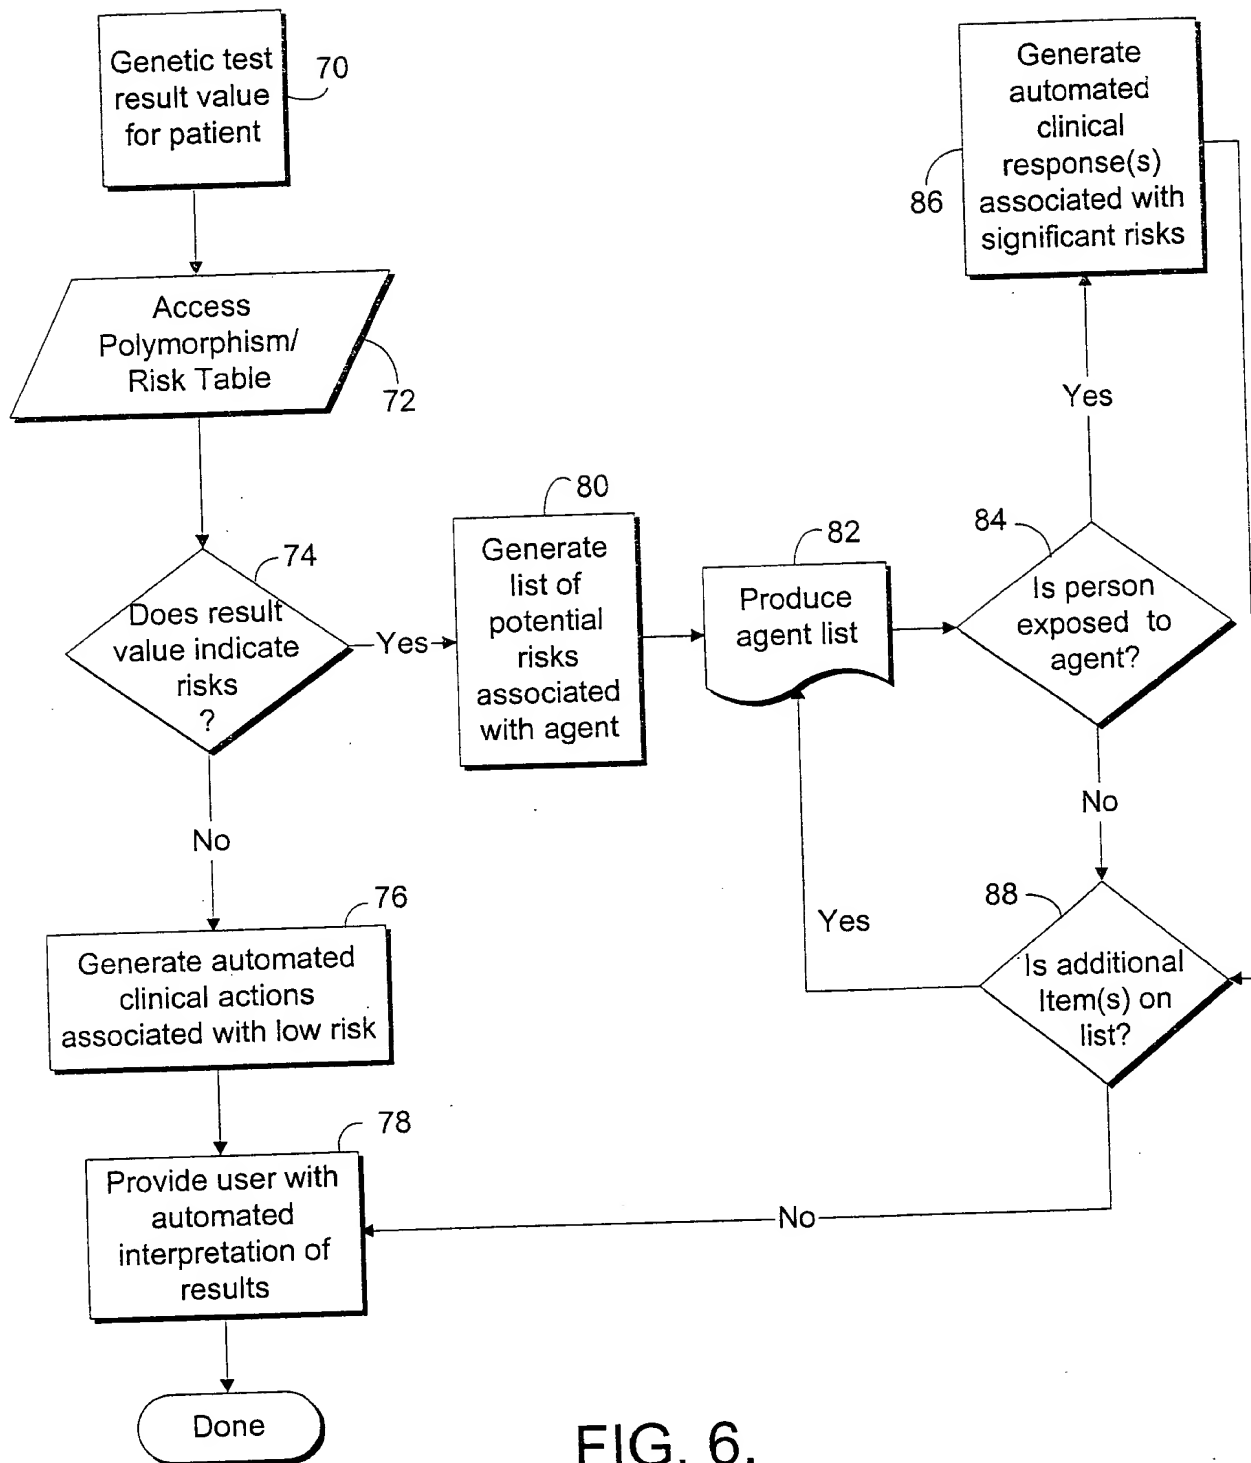 Genetic test
result value
for patient
70
Access
Polymorphism/
Risk Table
72
74
Does result
value indicate
risks
?
Yes
No
76
Generate automated
clinical actions
associated with low risk
78
Provide user with
automated
interpretation of
results
Done
80
Generate
list of
potential
risks
associated
with agent
82
Produce
agent list
84
Is person
exposed to
agent?
Yes
86
Generate
automated
clinical
response(s)
associated with
significant risks
No
88
Is additional
Item(s) on
list?
Yes
No
FIG. 6.